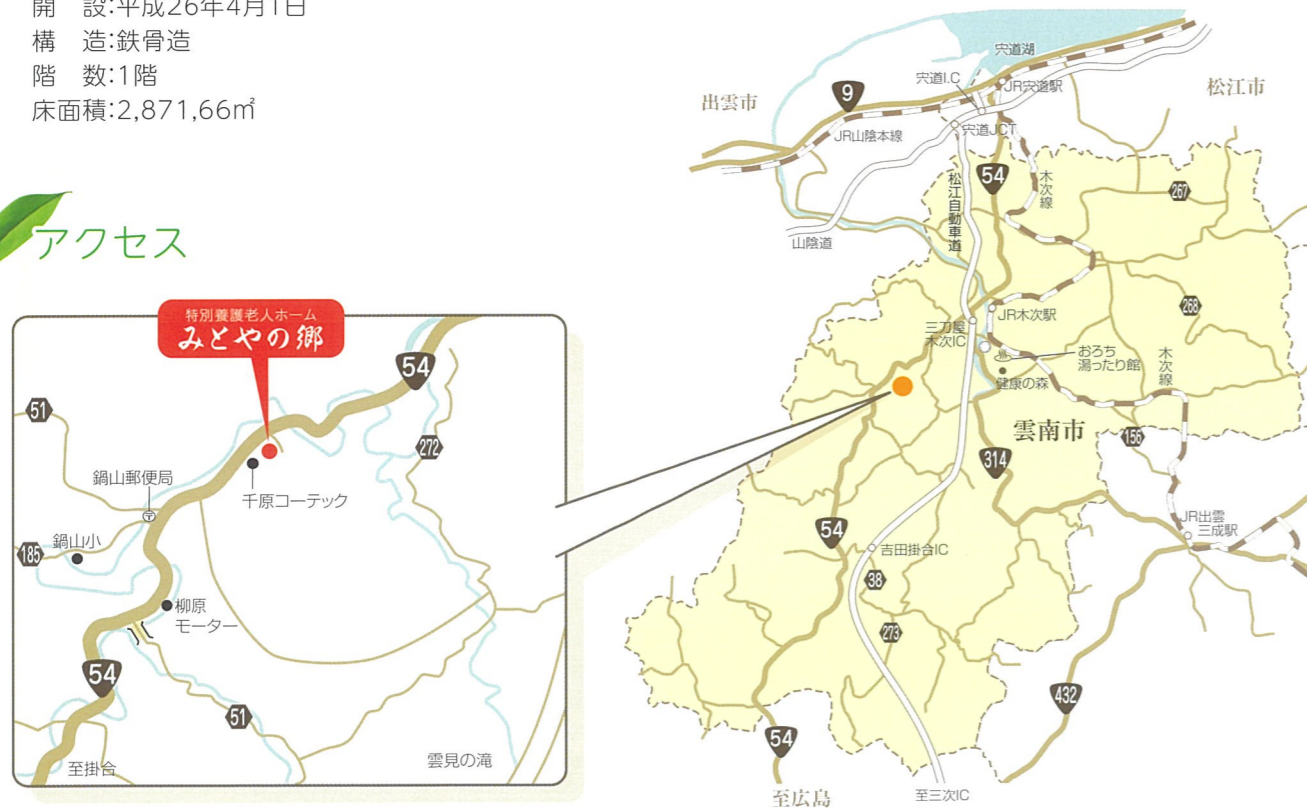 開　設:平成26年4月1日
構　造:鉄骨造
階　数:1階
床面積:2,871,66㎡
アクセス
特別養護老人ホーム
みとやの郷
54
51
272
鍋山郵便局
千原コーテック
185
鍋山小
柳原
モーター
54
51
至掛合
雲見の滝
宍道湖
宍道I.C
JR宍道駅
松江市
出雲市
9
JR山陰本線
宍道JCT
54
木次線
267
松江自動車道
山陰道
268
JR木次駅
三刀屋
木次IC
おろち
湯ったり館
木次線
健康の森
雲南市
156
314
54
JR出雲
三成駅
吉田掛合IC
38
273
432
54
至広島
至三次IC